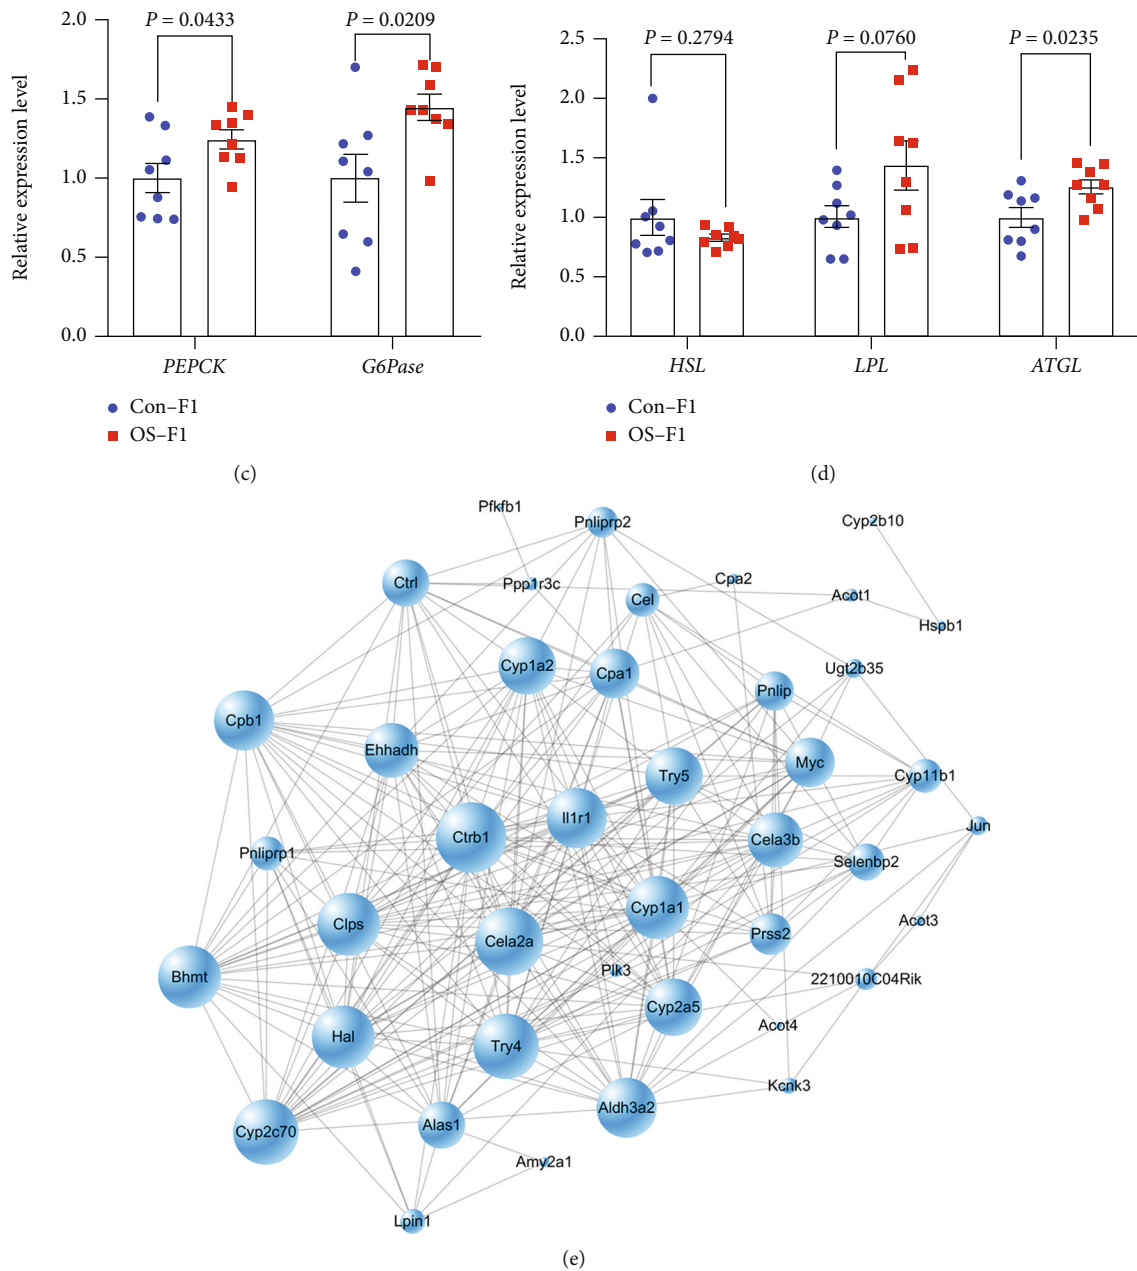 P = 0.0433
P = 0.0209
2.0
1.5
1.0
0.5
0.0
Relative expression level
PEPCK
G6Pase
Con–F1
OS–F1
(c)
P = 0.2794
P = 0.0760
P = 0.0235
2.5
2.0
1.5
1.0
0.5
0.0
Relative expression level
HSL
LPL
ATGL
Con–F1
OS–F1
(d)
Pfkfb1
Pnliprp2
Cyp2b10
Ctrl
Ppp1r3c
Cpa2
Cel
Acot1
Hspb1
Cyp1a2
Cpa1
Ugt2b35
Pnlip
Cpb1
Ehhadh
Try5
Myc
Cyp11b1
Il1r1
Ctrb1
Cela3b
Jun
Pnliprp1
Selenbp2
Clps
Cyp1a1
Acot3
Cela2a
Prss2
Bhmt
Plk3
2210010C04Rik
Cyp2a5
Hal
Try4
Acot4
Kcnk3
Aldh3a2
Cyp2c70
Alas1
Amy2a1
Lpin1
(e)